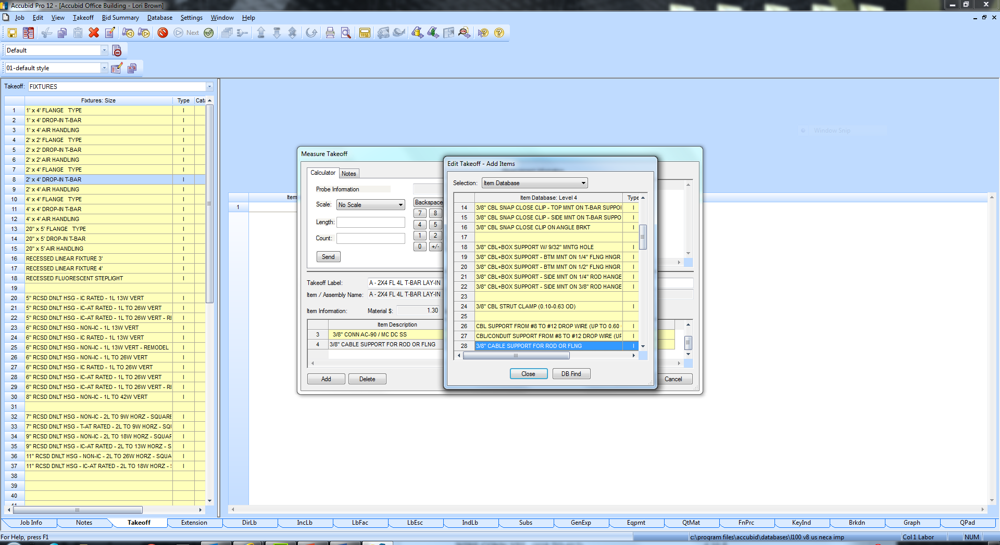 Accubid Pro 12 - [Accubid Office Building - Lori Brown]
Job Edit View Takeoff Bid Summary Database Settings Window Help
Next
Default
01-default style
Takeoff: FIXTURES
Fixtures: Size Type Cat
1 1' x 4' FLANGE TYPE I
2 1' x 4' DROP-IN T-BAR I
3 1' x 4' AIR HANDLING I
4 2' x 2' FLANGE TYPE I
5 2' x 2' DROP-IN T-BAR I
6 2' x 2' AIR HANDLING I
7 2' x 4' FLANGE TYPE I
8 2' x 4' DROP-IN T-BAR I
9 2' x 4' AIR HANDLING I
10 4' x 4' FLANGE TYPE I
11 4' x 4' DROP-IN T-BAR I
12 4' x 4' AIR HANDLING I
13 20" x 5' FLANGE TYPE I
14 20" x 5' DROP-IN T-BAR I
15 20" x 5' AIR HANDLING I
16 RECESSED LINEAR FIXTURE 3' I
17 RECESSED LINEAR FIXTURE 4' I
18 RECESSED FLUORESCENT STEPLIGHT I
19
20 5" RCSD DNLT HSG - IC RATED - 1L 13W VERT I
21 5" RCSD DNLT HSG - IC-AT RATED - 1L TO 26W VERT I
22 5" RCSD DNLT HSG - IC-AT RATED - 1L TO 26W VERT - RI I
23 6" RCSD DNLT HSG - NON-IC - 1L 13W VERT I
24 6" RCSD DNLT HSG - IC RATED - 1L 13W VERT I
25 6" RCSD DNLT HSG - NON-IC - 1L 13W VERT - REMODEL I
26 6" RCSD DNLT HSG - NON-IC - 1L TO 26W VERT I
27 6" RCSD DNLT HSG - IC RATED - 1L TO 26W VERT I
28 6" RCSD DNLT HSG - IC-AT RATED - 1L TO 26W VERT I
29 6" RCSD DNLT HSG - IC-AT RATED - 1L TO 26W VERT - RI I
30 8" RCSD DNLT HSG - NON-IC - 1L TO 42W VERT I
31
32 7" RCSD DNLT HSG - NON-IC - 2L TO 9W HORZ - SQUARE I
33 7" RCSD DNLT HSG - T-AT RATED - 2L TO 9W HORZ - SQU I
34 9" RCSD DNLT HSG - NON-IC - 2L TO 18W HORZ - SQUAR I
35 9" RCSD DNLT HSG - IC-AT RATED - 2L TO 13W HORZ - S I
36 11" RCSD DNLT HSG - NON-IC - 2L TO 26W HORZ - SQUA I
37 11" RCSD DNLT HSG - IC-AT RATED - 2L TO 18W HORZ - I
38
39
40
41
Window Snip
Item
1
Measure Takeoff
Calculator Notes
Probe Information
Scale: No Scale
Length:
Count:
Send
Backspace
7 8
4 5
1 2
0 +/-
Takeoff Label: A - 2X4 FL 4L T-BAR LAY-IN
Item / Assembly Name: A - 2X4 FL 4L T-BAR LAY-IN
Item Information: Material $: 1.30
Item Description
3 3/8" CONN AC-90 / MC DC SS
4 3/8" CABLE SUPPORT FOR ROD OR FLNG
Add Delete Cancel
Edit Takeoff - Add Items
Selection: Item Database
Item Database: Level 4 Type
14 3/8" CBL SNAP CLOSE CLIP - TOP MNT ON T-BAR SUPPOI I
15 3/8" CBL SNAP CLOSE CLIP - SIDE MNT ON T-BAR SUPPO I
16 3/8" CBL SNAP CLOSE CLIP ON ANGLE BRKT I
17
18 3/8" CBL+BOX SUPPORT W/ 9/32" MNTG HOLE I
19 3/8" CBL+BOX SUPPORT - BTM MNT ON 1/4" FLNG HNGR I
20 3/8" CBL+BOX SUPPORT - BTM MNT ON 1/2" FLNG HNGR I
21 3/8" CBL+BOX SUPPORT - SIDE MNT ON 1/4" ROD HANGE I
22 3/8" CBL+BOX SUPPORT - SIDE MNT ON 3/8" ROD HANGE I
23
24 3/8" CBL STRUT CLAMP (0.10-0.63 OD) I
25
26 CBL SUPPORT FROM #8 TO #12 DROP WIRE (UP TO 0.60 I
27 CBL/CONDUIT SUPPORT FROM #8 TO #12 DROP WIRE (UF I
28 3/8" CABLE SUPPORT FOR ROD OR FLNG I
Close DB Find
Job Info Notes Takeoff Extension DirLb IncLb LbFac LbEsc IndLb Subs GenExp Eqpmt QtMat FnPrc KeyInd Brkdn Graph QPad
For Help, press F1 c:\program files\accubid\databases\l100 v8 us neca imp Col 1 Labor NUM